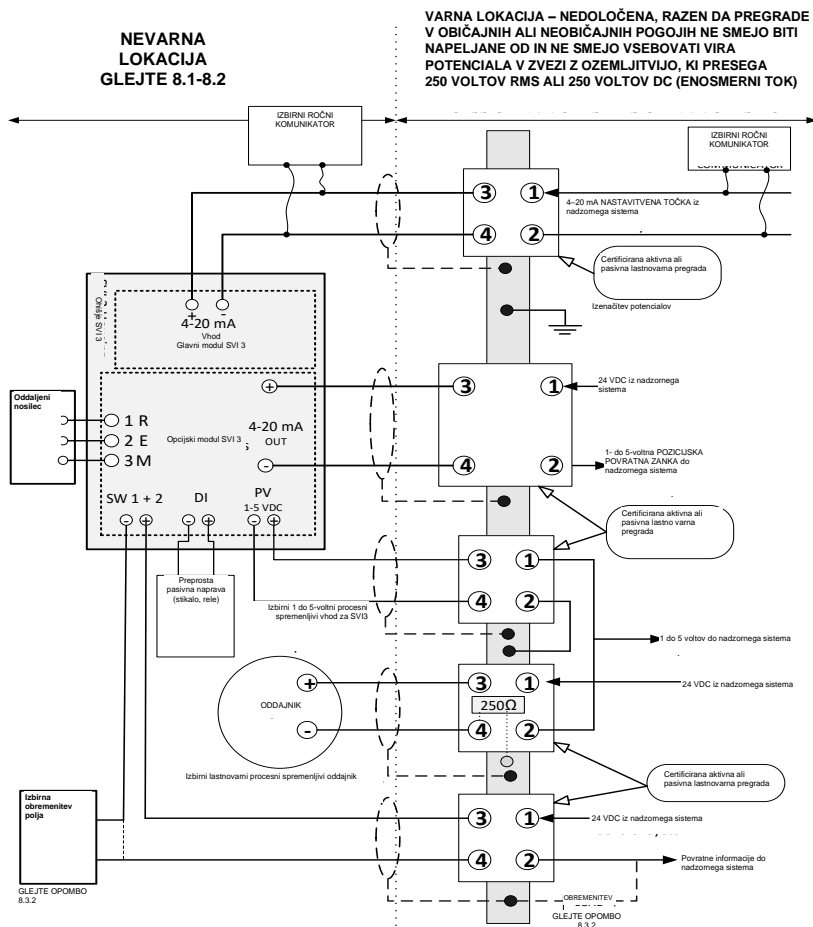 NEVARNA
LOKACIJA
GLEJTE 8.1-8.2
VARNA LOKACIJA – NEDOLOČENA, RAZEN DA PREGRADE
V OBIČAJNIH ALI NEOBIČAJNIH POGOJIH NE SMEJO BITI
NAPELJANE OD IN NE SMEJO VSEBOVATI VIRA
POTENCIALA V ZVEZI Z OZEMLJITVIJO, KI PRESEGA
250 VOLTOV RMS ALI 250 VOLTOV DC (ENOSMERNI TOK)
IZBIRNI ROČNI
KOMUNIKATOR
IZBIRNI ROČNI
KOMUNIKATOR
3 1
4 2
4–20 mA NASTAVITVENA TOČKA iz
nadzornega sistema
Certificirana aktivna ali
pasivna lastnovarna pregrada
Izenačitev potencialov
Ohišje SVI 3
+ -
4-20 mA
Vhod
Glavni modul SVI 3
+
4-20 mA
OUT
-
Opcijski modul SVI 3
Oddaljeni
nosilec
1 R
2 E
3 M
SW 1 + 2
DI
PV
1-5 VDC
- + - + - +
3 1
4 2
24 VDC iz nadzornega
sistema
1- do 5-voltna POZICIJSKA
POVRATNA ZANKA do
nadzornega sistema
Certificirana aktivna ali
pasivna lastno varna
pregrada
Preprosta
pasivna naprava
(stikalo, rele)
Izbirni 1 do 5-voltni procesni
spremenljivi vhod za SVI3
3 1
4 2
1 do 5 voltov do nadzornega sistema
ODDAJNIK
+
-
Izbirni lastnovarni procesni spremenljivi oddajnik
3 1
250Ω
4 2
24 VDC iz nadzornega sistema
Certificirana aktivna ali
pasivna lastnovarna pregrada
Izbirna
obremenitev
polja
GLEJTE OPOMBO
8.3.2
3 1
4 2
24 VDC iz nadzornega sistema
Povratne informacije do
nadzornega sistema
OBREMENITEV
GLEJTE OPOMBO
8.3.2